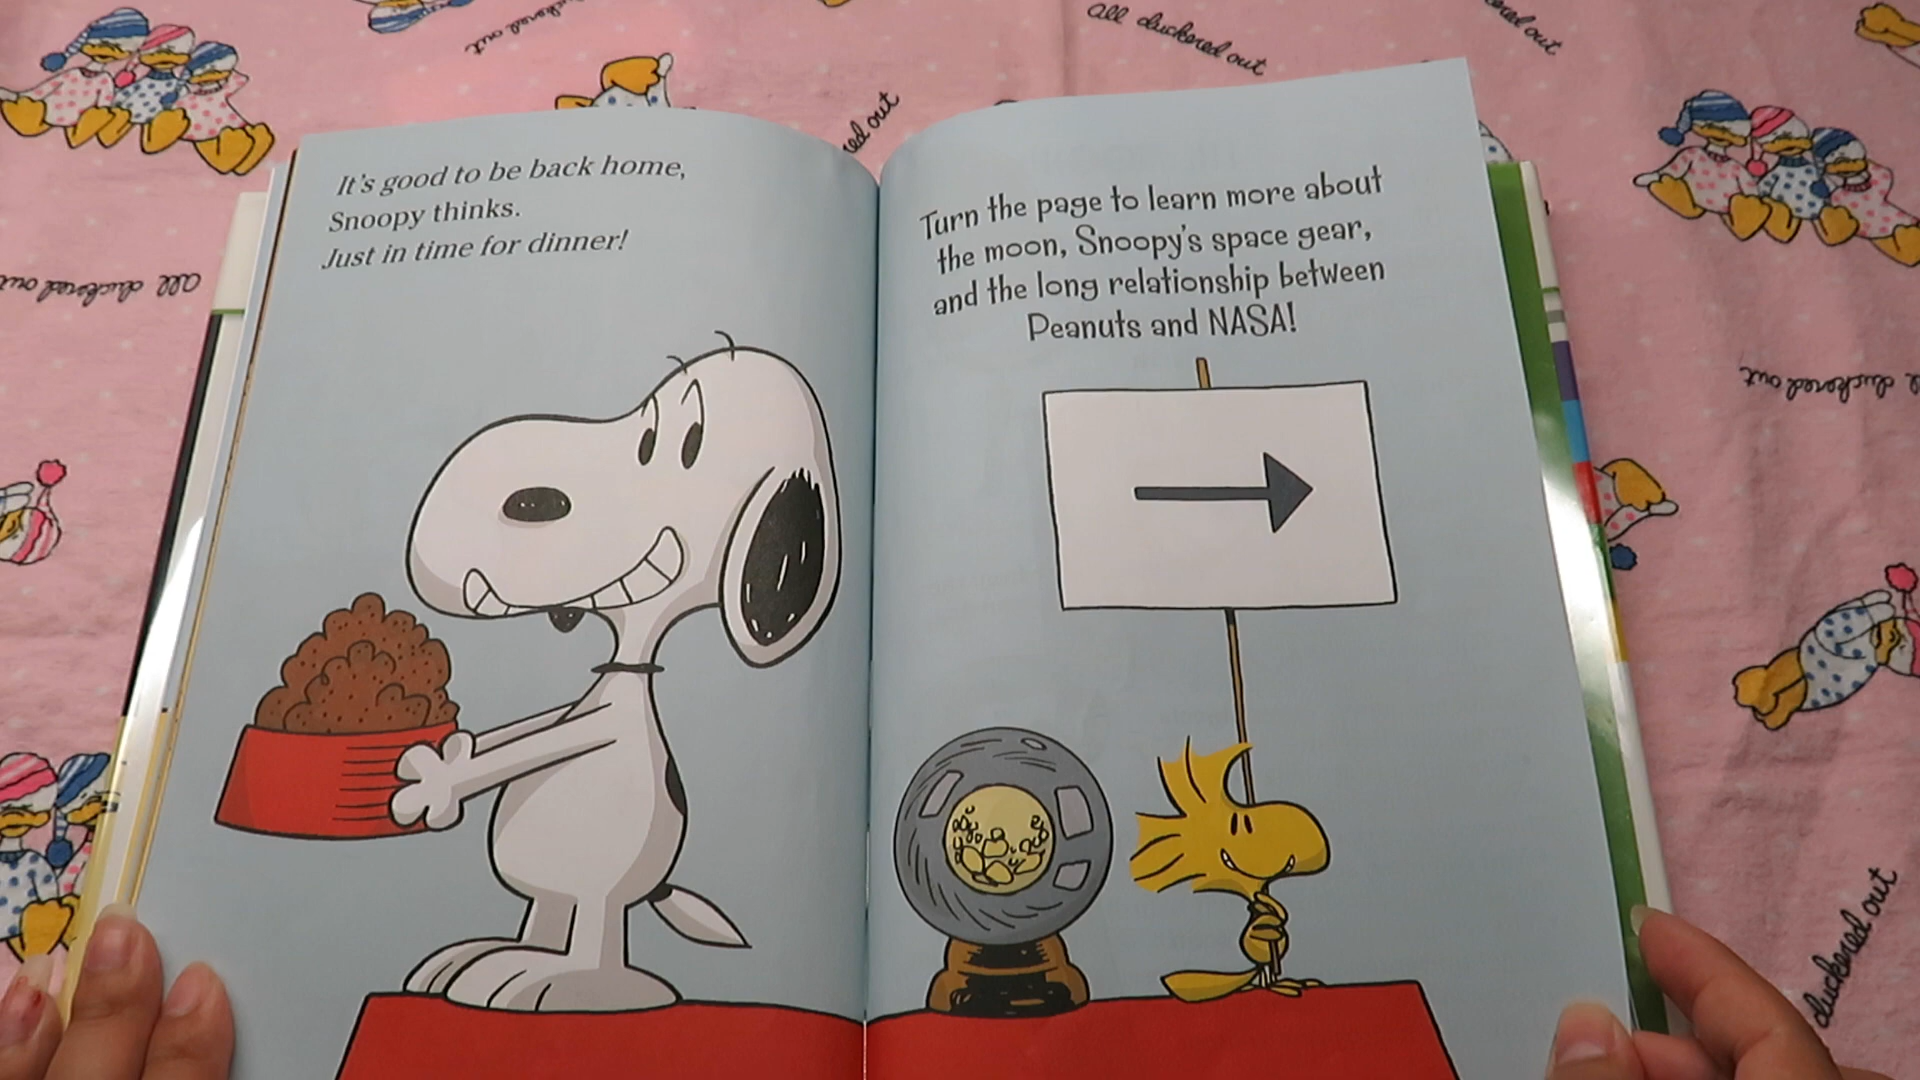 It's good to be back home,
Snoopy thinks.
Just in time for dinner!
Turn the page to learn more about
the moon, Snoopy's space gear,
and the long relationship between
Peanuts and NASA!
all duckered out
duckered out
all duckered out
duckered out